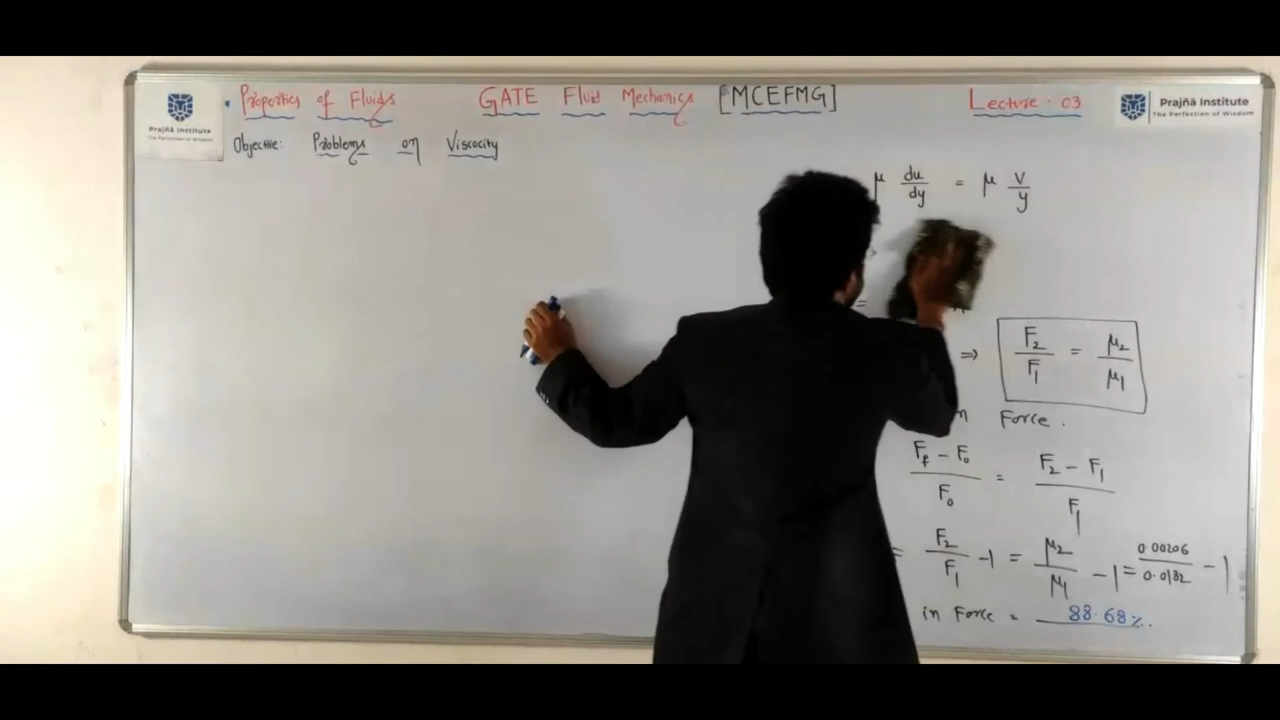 Prajñā Institute
The Perfection of Wisdom
Properties of Fluids GATE Fluid Mechanics [MCEFMG] Lecture : 03
Prajñā Institute
The Perfection of Wisdom
Objective: Problems on Viscocity
μ du/dy = μ V/y
=
⇒ F₂/F₁ = μ₂/μ₁
Force.
F_f - F₀ / F₀ = F₂ - F₁ / F₁
= F₂/F₁ - 1 = μ₂/μ₁ - 1 = 0.00206/0.0182 - 1
in Force = 88.68%.